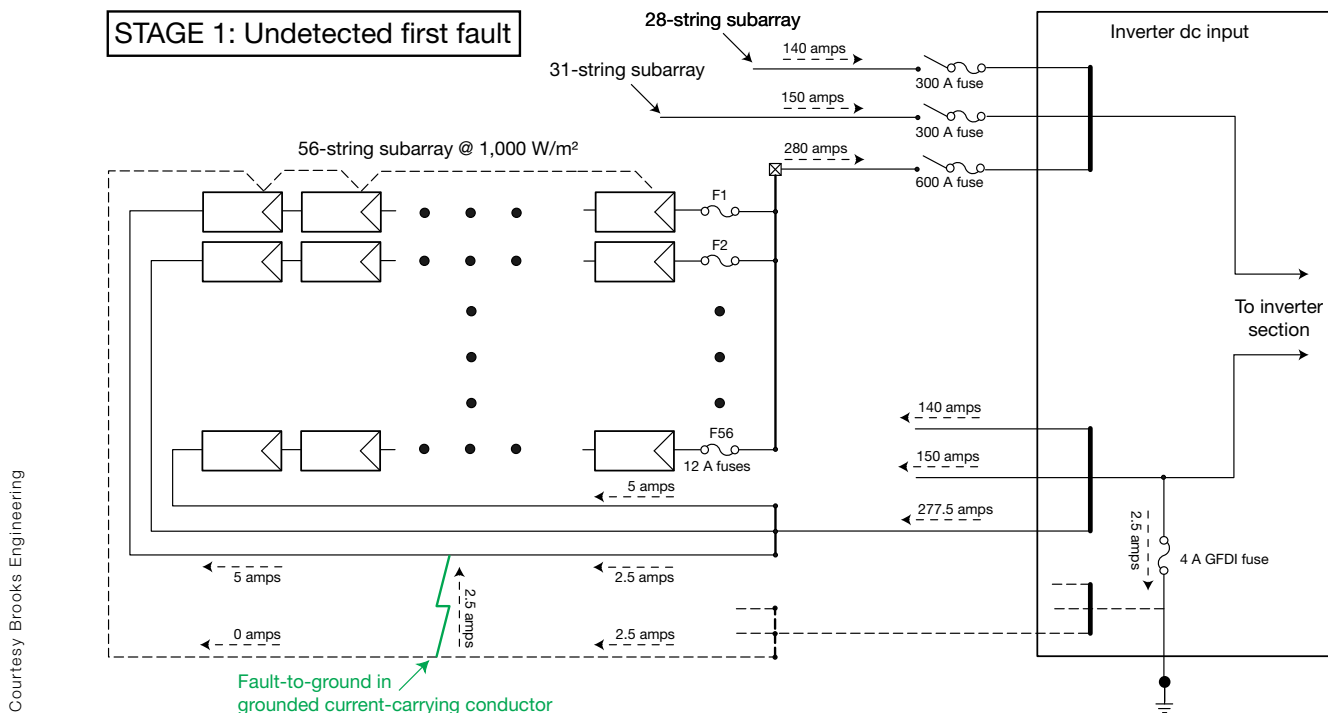 STAGE 1: Undetected first fault
28-string subarray
140 amps
Inverter dc input
31-string subarray
300 A fuse
150 amps
300 A fuse
56-string subarray @ 1,000 W/m²
280 amps
600 A fuse
F1
F2
To inverter
section
F56
12 A fuses
140 amps
150 amps
5 amps
277.5 amps
2.5 amps
4 A GFDI fuse
5 amps
2.5 amps
2.5 amps
0 amps
2.5 amps
Fault-to-ground in
grounded current-carrying conductor
Courtesy Brooks Engineering